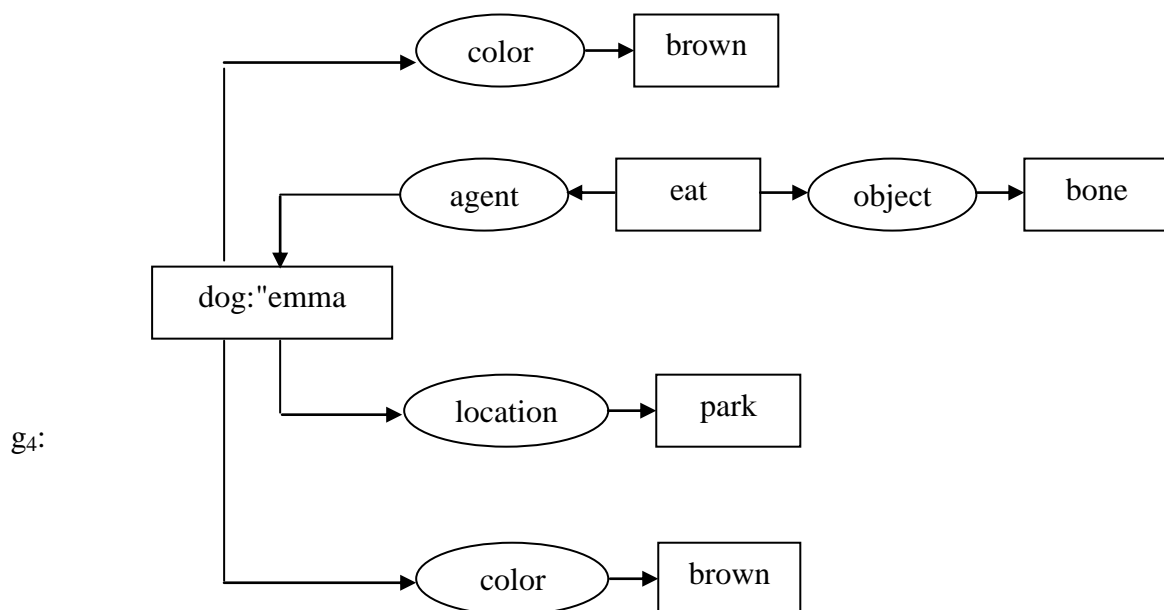 color
brown
agent
eat
object
bone
dog:"emma
location
park
g₄:
color
brown